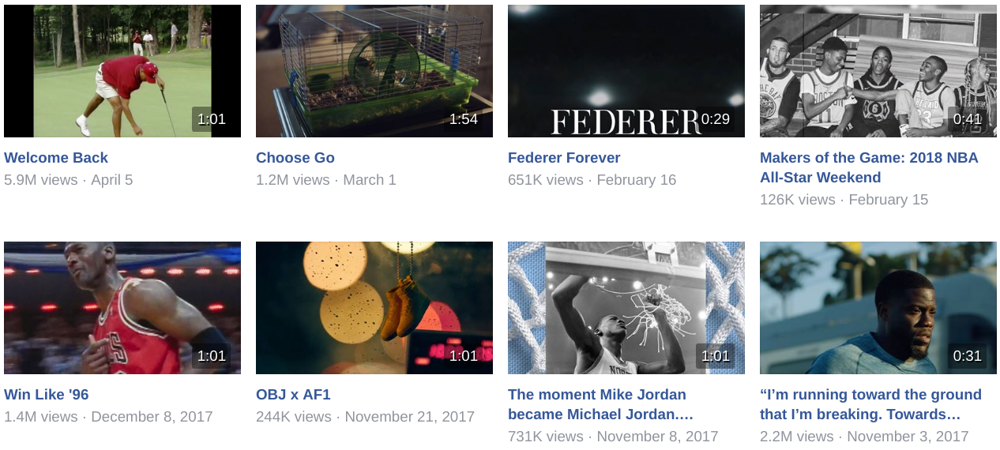 1:01
1:54
FEDERER
0:29
0:41
Welcome Back
5.9M views · April 5
Choose Go
1.2M views · March 1
Federer Forever
651K views · February 16
Makers of the Game: 2018 NBA
All-Star Weekend
126K views · February 15
1:01
1:01
1:01
0:31
Win Like '96
1.4M views · December 8, 2017
OBJ x AF1
244K views · November 21, 2017
The moment Mike Jordan
became Michael Jordan.…
731K views · November 8, 2017
“I’m running toward the ground
that I’m breaking. Towards…
2.2M views · November 3, 2017